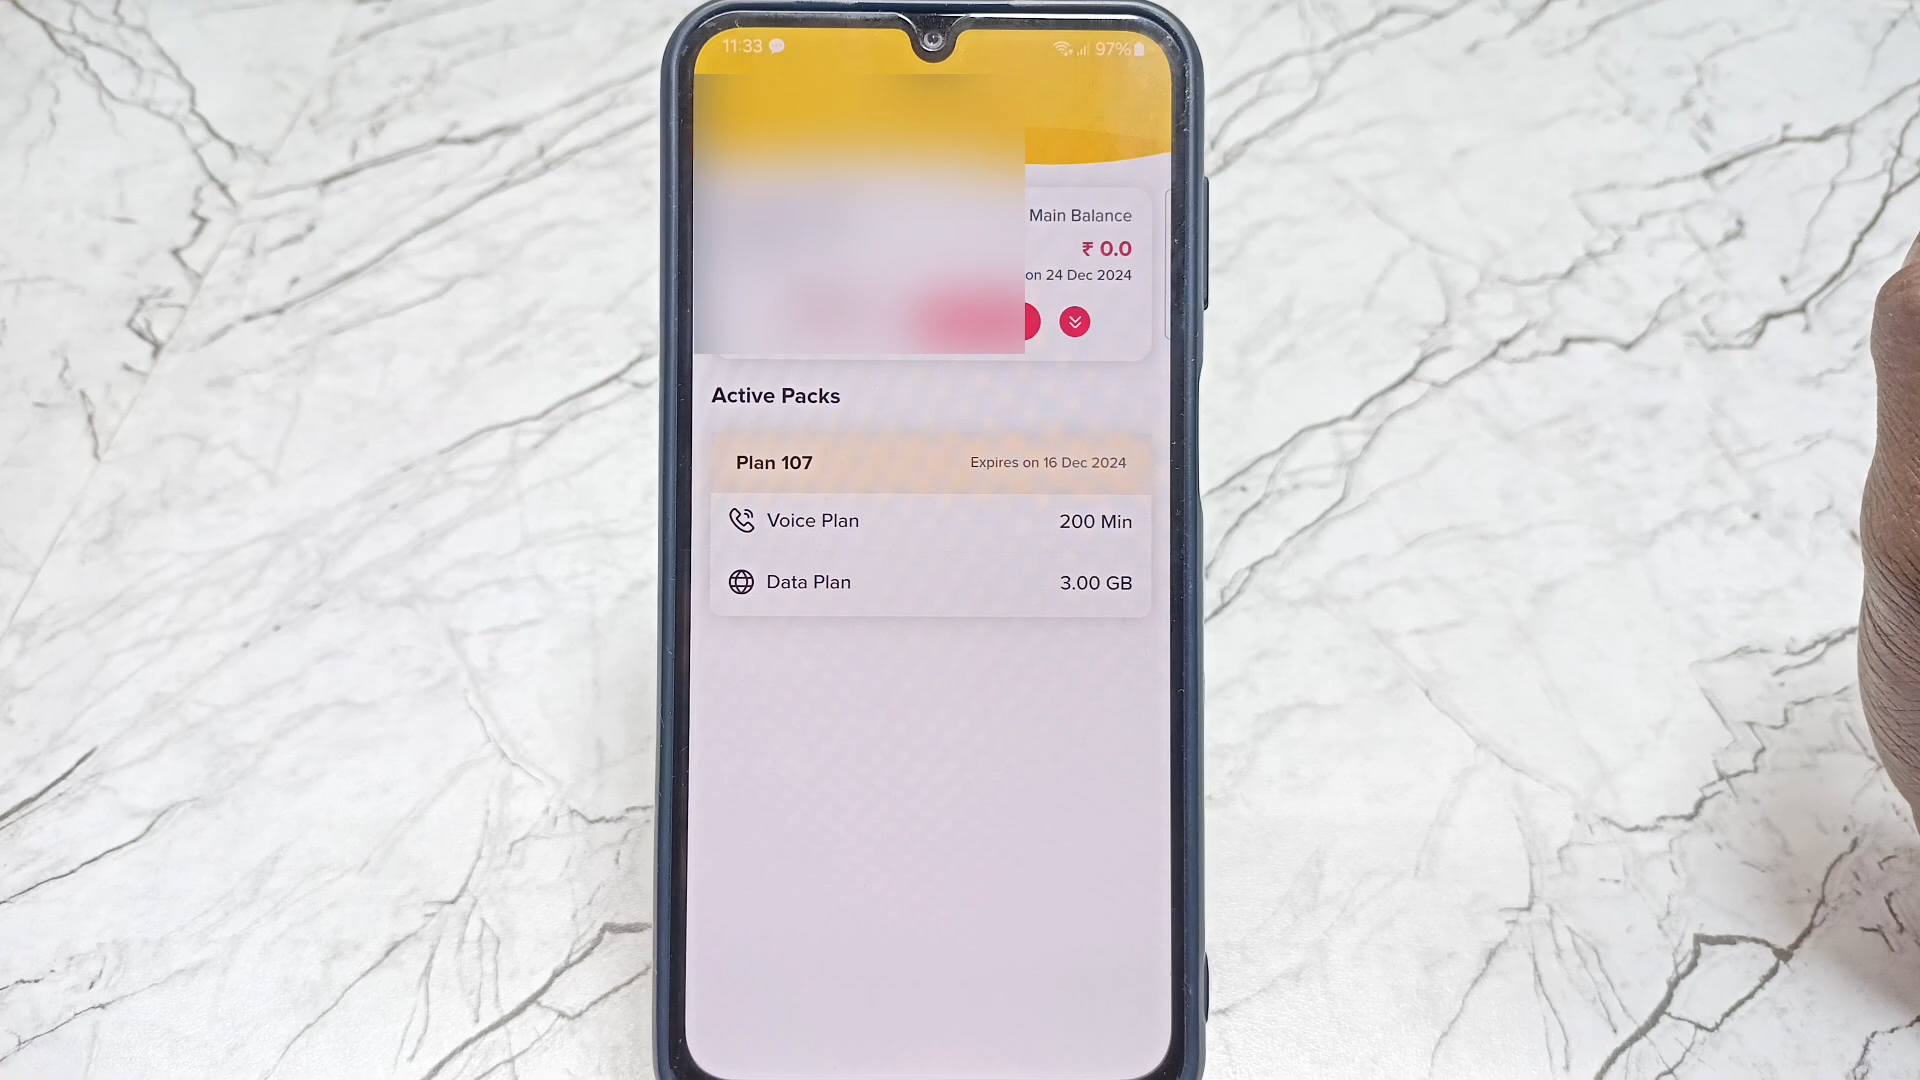 11:33 97%
Main Balance
₹ 0.0
on 24 Dec 2024
Active Packs
Plan 107 Expires on 16 Dec 2024
Voice Plan 200 Min
Data Plan 3.00 GB